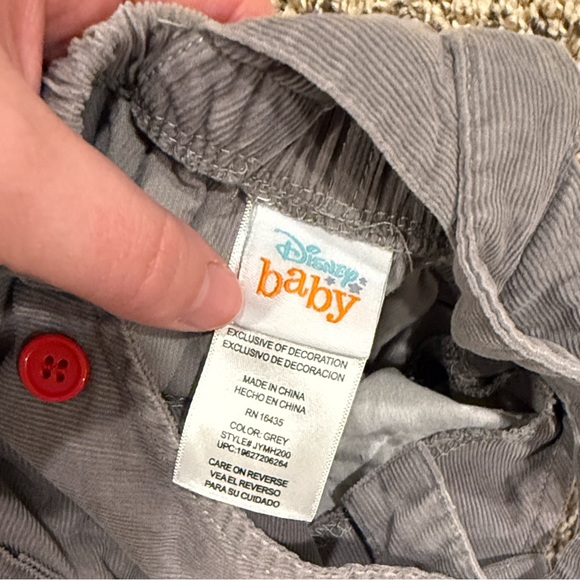 Disney
baby
EXCLUSIVE OF DECORATION
EXCLUSIVO DE DECORACION
MADE IN CHINA
HECHO EN CHINA
RN 16435
COLOR: GREY
STYLE# JYMH200
UPC:19627206264
CARE ON REVERSE
VEA EL REVERSO
PARA SU CUIDADO